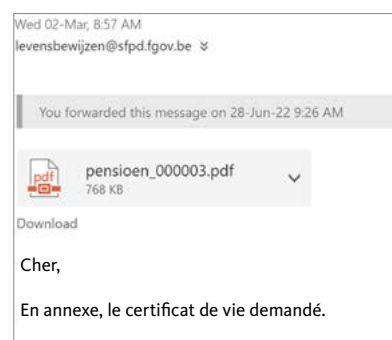 Wed 02-Mar, 8:57 AM
levensbewijzen@sfpd.fgov.be
You forwarded this message on 28-Jun-22 9:26 AM
pdf
pensioen_000003.pdf
768 KB
Download
Cher,
En annexe, le certificat de vie demandé.